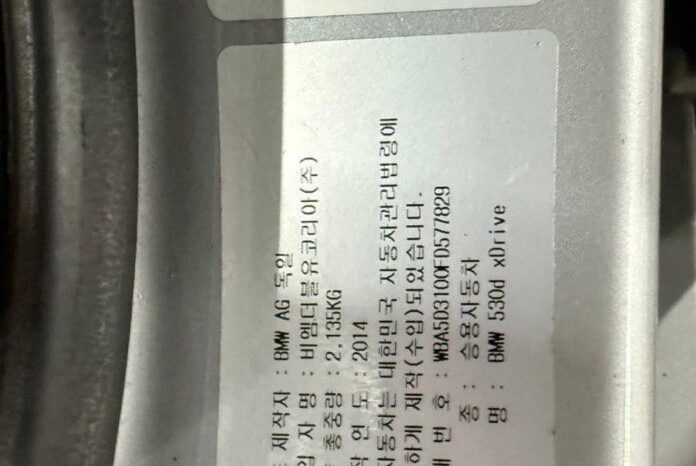 제작자 : BMW AG 독일
입 자 명 : 비엠더블유코리아(주)
총중량 : 2,135KG
작 연 도 : 2014
자동차는 대한민국 자동차관리법령에
하게 제작(수입)되었습니다.
번 호 : WBA5D3100FD577829
종 : 승용자동차
명 : BMW 530d xDrive